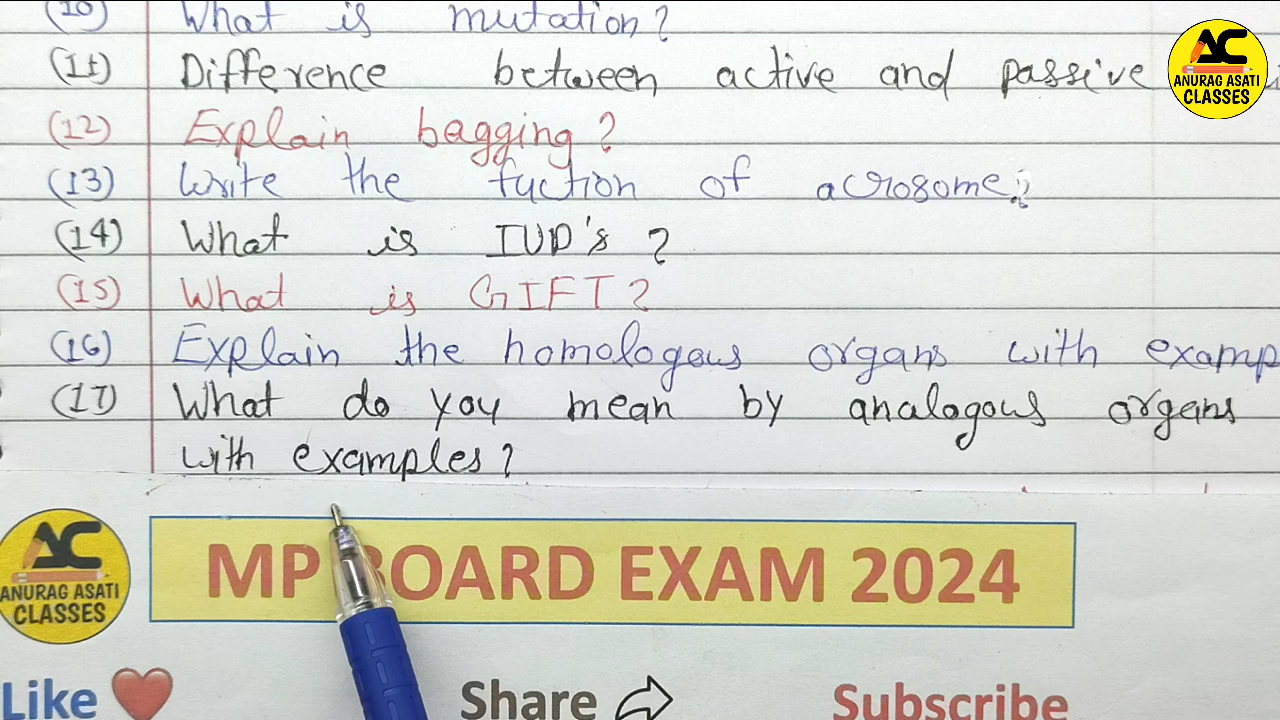 (10) What is mutation?
(11) Difference between active and passive
(12) Explain bagging?
(13) Write the fuction of acrosome?
(14) What is IUD's?
(15) What is GIFT?
(16) Explain the homologous organs with examp
(17) What do you mean by analogous organs
with examples?
AC
ANURAG ASATI
CLASSES
AC
ANURAG ASATI
CLASSES
MP BOARD EXAM 2024
Like Share Subscribe